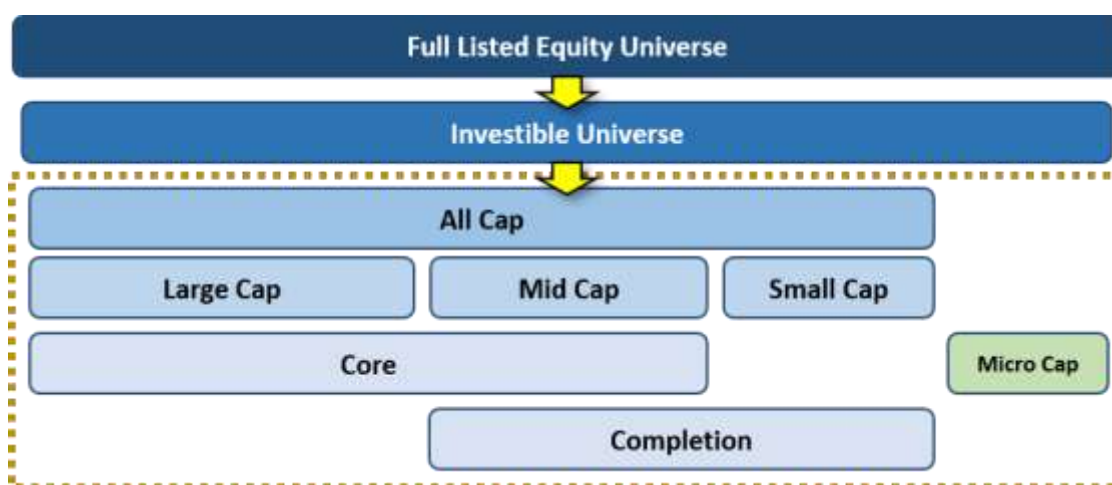 Full Listed Equity Universe
Investible Universe
All Cap
Large Cap
Mid Cap
Small Cap
Core
Micro Cap
Completion